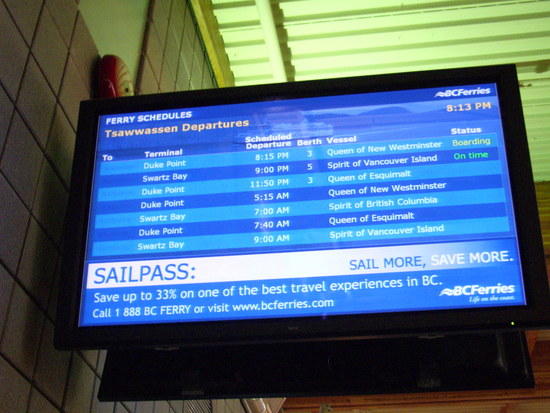 FERRY SCHEDULES
BCFerries
Tsawwassen Departures
8:13 PM
To Terminal Scheduled Departure Berth Vessel Status
Duke Point 8:15 PM 3 Queen of New Westminster Boarding
Swartz Bay 9:00 PM 5 Spirit of Vancouver Island On time
Duke Point 11:50 PM 3 Queen of Esquimalt
Duke Point 5:15 AM Queen of New Westminster
Swartz Bay 7:00 AM Spirit of British Columbia
Duke Point 7:40 AM Queen of Esquimalt
Swartz Bay 9:00 AM Spirit of Vancouver Island
SAILPASS: SAIL MORE, SAVE MORE.
Save up to 33% on one of the best travel experiences in BC.
Call 1 888 BC FERRY or visit www.bcferries.com
BCFerries
Life on the coast.